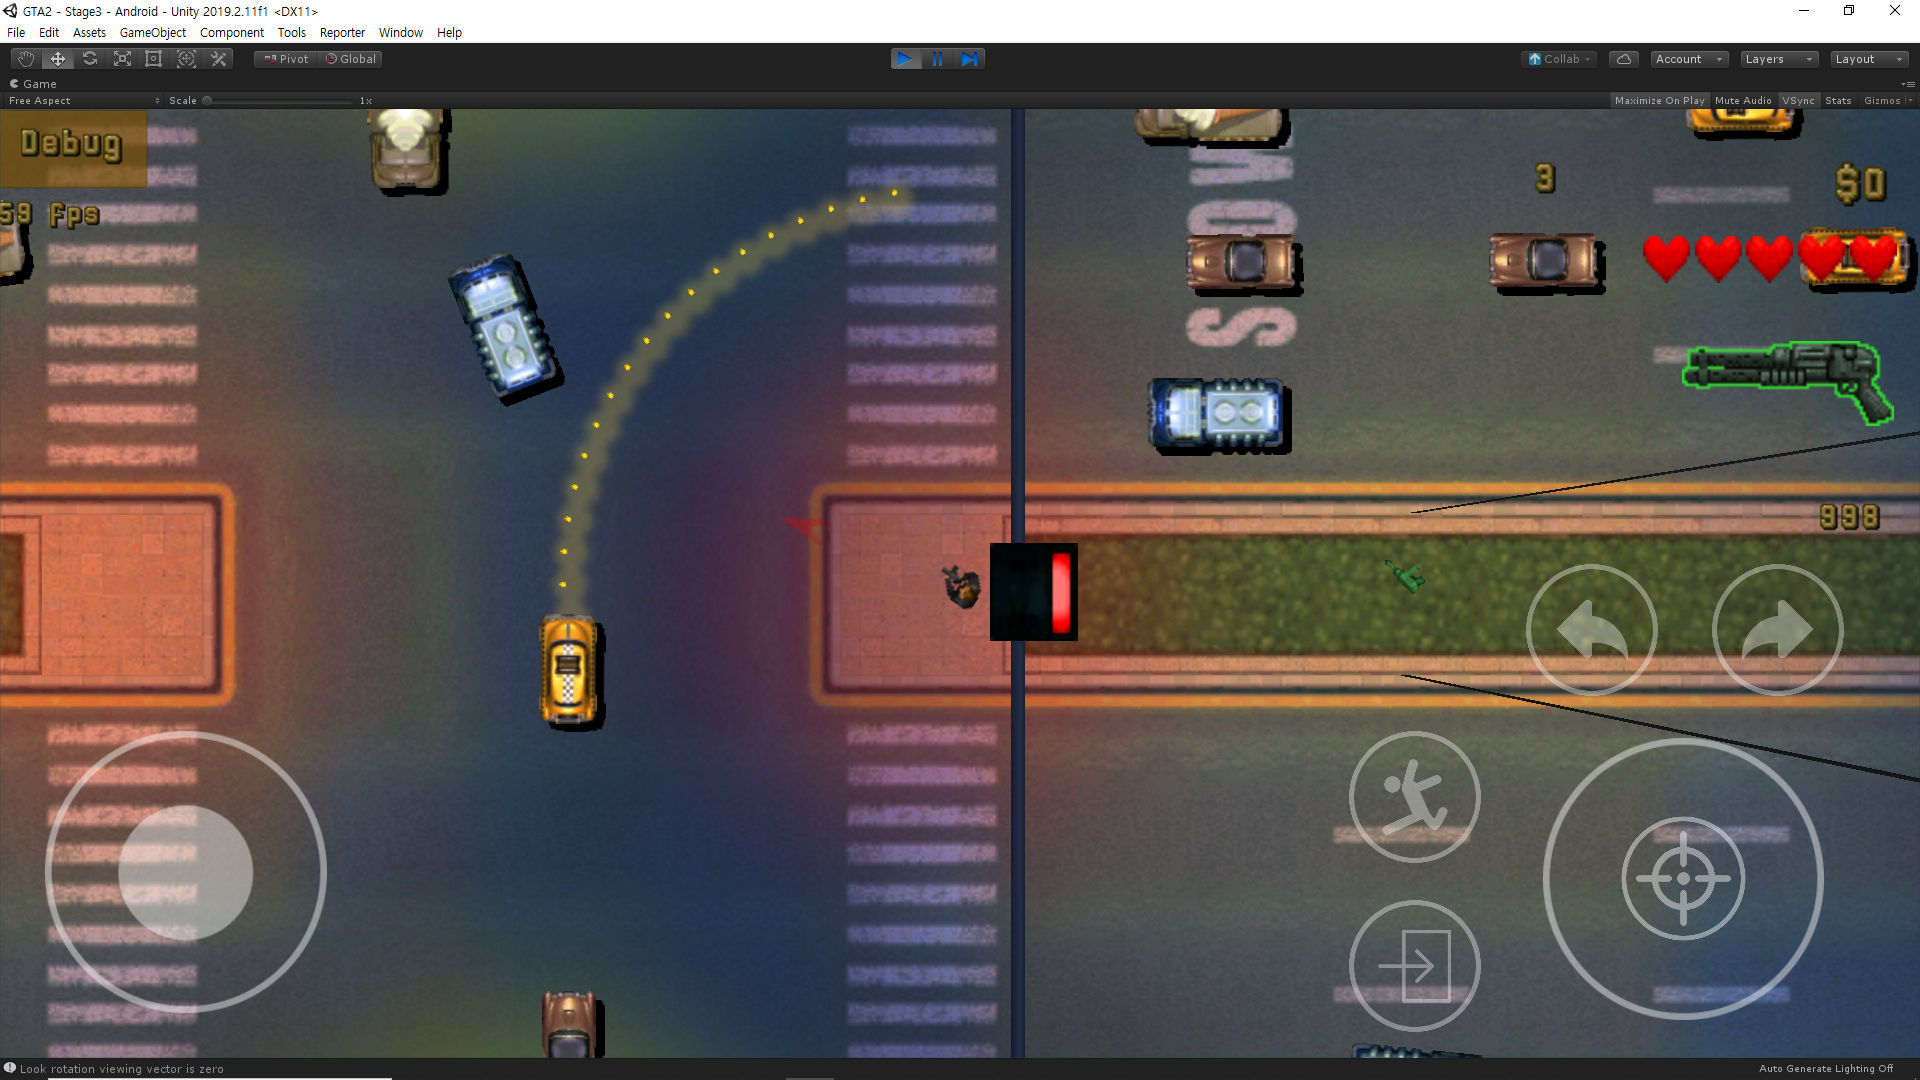 GTA2 - Stage3 - Android - Unity 2019.2.11f1 <DX11>
File Edit Assets GameObject Component Tools Reporter Window Help
Pivot Global Collab Account Layers Layout
Game
Free Aspect Scale 1x Maximize On Play Mute Audio VSync Stats Gizmos
Debug
3 $0
59 fps
SLOW
998
Look rotation viewing vector is zero Auto Generate Lighting Off